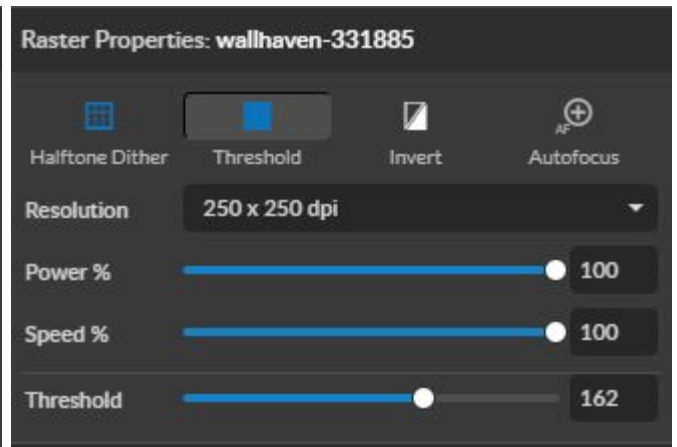 Raster Properties: wallhaven-331885
AF
Halftone Dither Threshold Invert Autofocus
Resolution 250 x 250 dpi
Power % 100
Speed % 100
Threshold 162